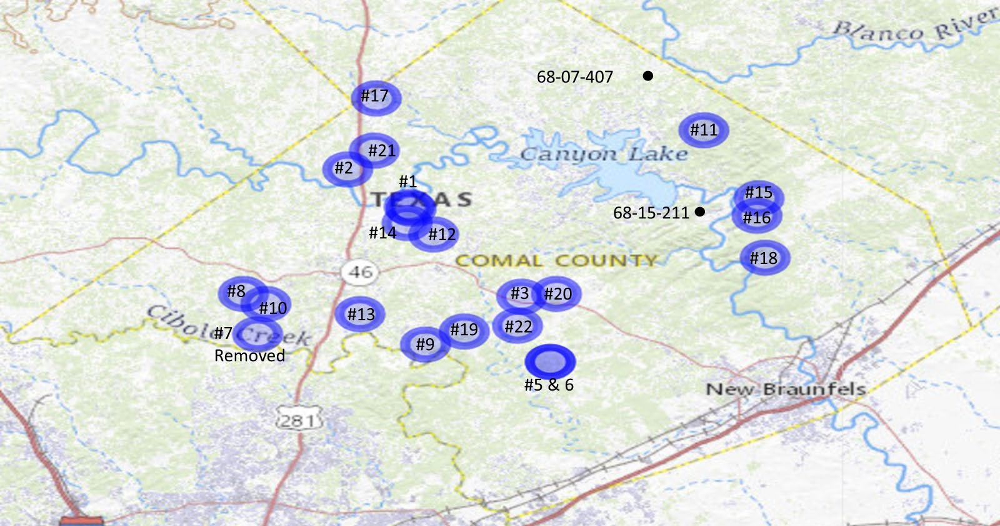 Blanco River
68-07-407
#17
#11
#21
Canyon Lake
#2
#1
TEXAS
#15
68-15-211
#16
#14
#12
COMAL COUNTY
#18
46
#8
#3
#20
#10
#13
Cibolo Creek
#7
Removed
#22
#19
#9
#5 & 6
New Braunfels
281